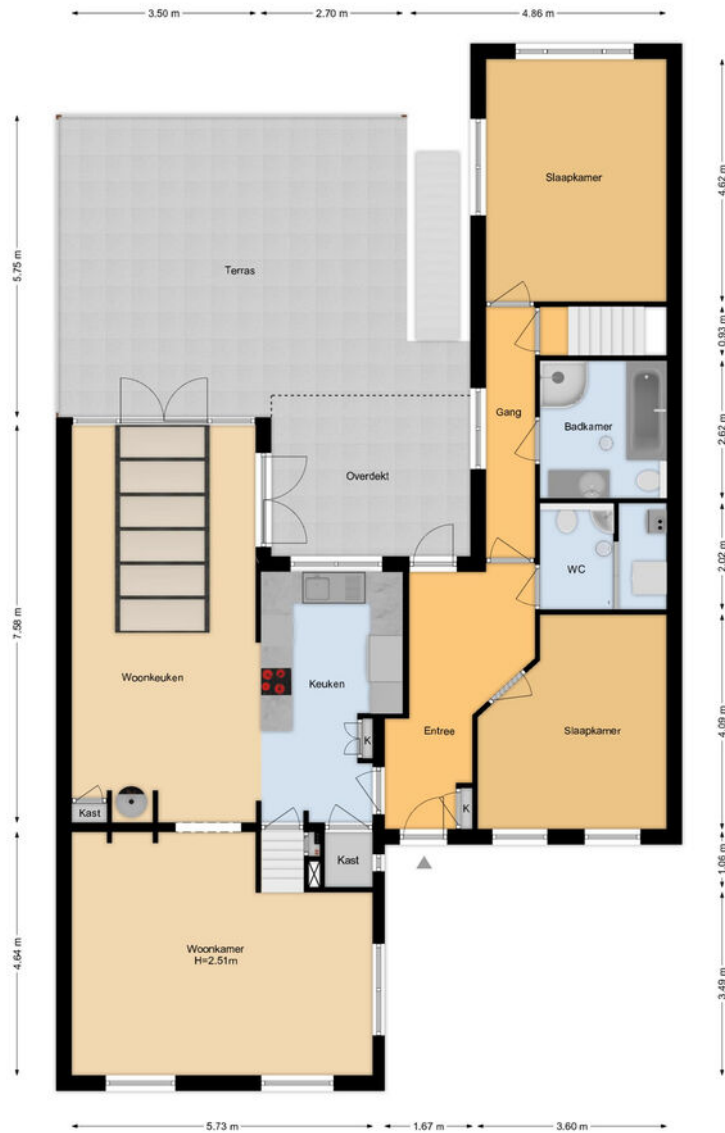 3.50 m
2.70 m
4.86 m
Slaapkamer
4.62 m
5.75 m
Terras
0.93 m
Gang
Badkamer
2.62 m
Overdekt
WC
2.02 m
7.58 m
Woonkeuken
Keuken
Entree
Slaapkamer
4.09 m
K
K
Kast
Kast
1.06 m
Woonkamer
H=2.51m
4.64 m
3.49 m
5.73 m
1.67 m
3.60 m